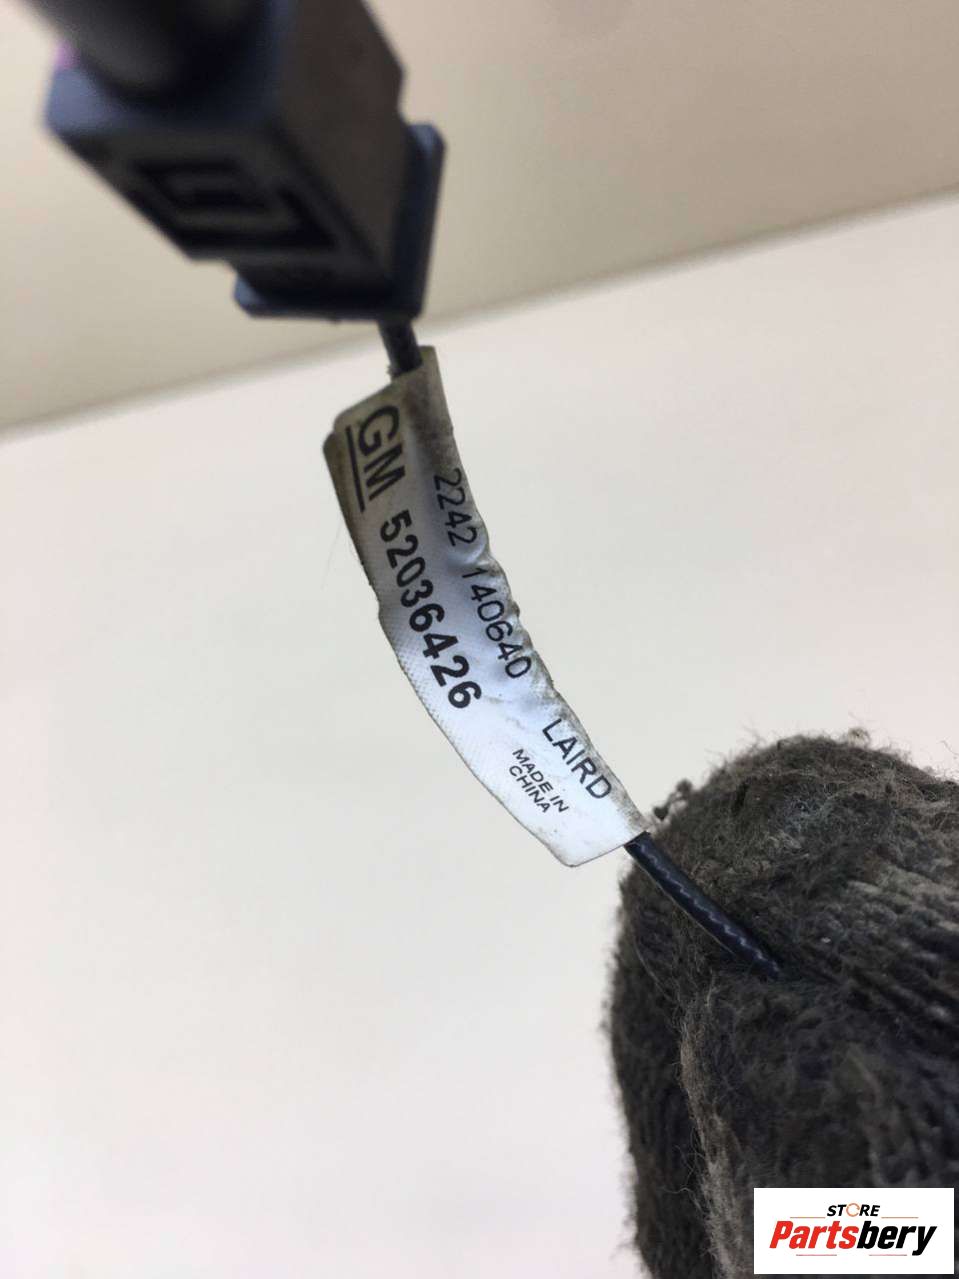 GM 52036426
2242 140640 LAIRD
MADE IN
CHINA
STORE
Partsbery